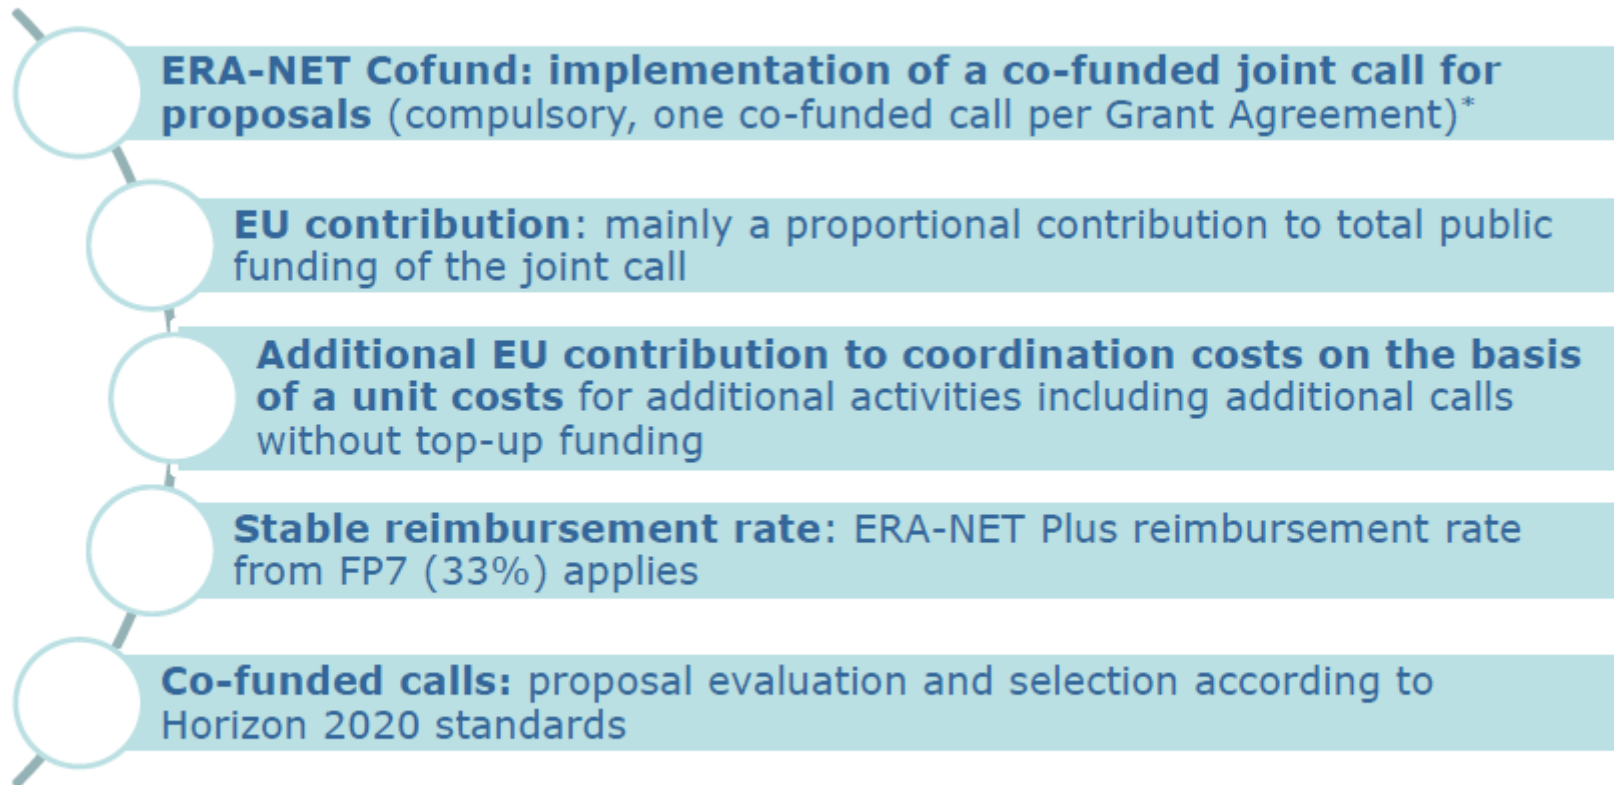 ERA-NET Cofund: implementation of a co-funded joint call for
proposals (compulsory, one co-funded call per Grant Agreement)*
EU contribution: mainly a proportional contribution to total public
funding of the joint call
Additional EU contribution to coordination costs on the basis
of a unit costs for additional activities including additional calls
without top-up funding
Stable reimbursement rate: ERA-NET Plus reimbursement rate
from FP7 (33%) applies
Co-funded calls: proposal evaluation and selection according to
Horizon 2020 standards